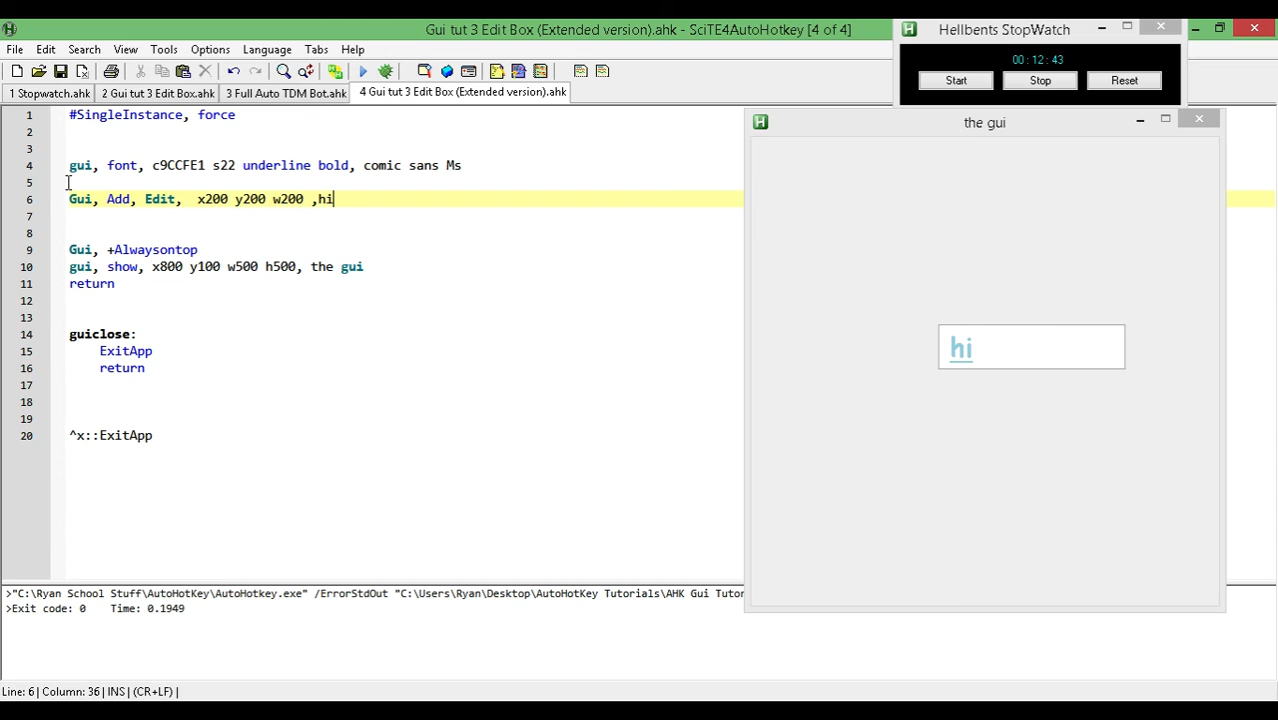 Gui tut 3 Edit Box (Extended version).ahk - SciTE4AutoHotkey [4 of 4]
Hellbents StopWatch
File Edit Search View Tools Options Language Tabs Help
00:12:43
Start Stop Reset
1 Stopwatch.ahk 2 Gui tut 3 Edit Box.ahk 3 Full Auto TDM Bot.ahk 4 Gui tut 3 Edit Box (Extended version).ahk
1 #SingleInstance, force
2
3
4 gui, font, c9CCFE1 s22 underline bold, comic sans Ms
5
6 Gui, Add, Edit,  x200 y200 w200 ,hi
7
8
9 Gui, +Alwaysontop
10 gui, show, x800 y100 w500 h500, the gui
11 return
12
13
14 guiclose:
15     ExitApp
16     return
17
18
19
20 ^x::ExitApp
the gui
hi
>"C:\Ryan School Stuff\AutoHotKey\AutoHotkey.exe" /ErrorStdOut "C:\Users\Ryan\Desktop\AutoHotKey Tutorials\AHK Gui Tutor
>Exit code: 0    Time: 0.1949
Line: 6 | Column: 36 | INS | (CR+LF) |